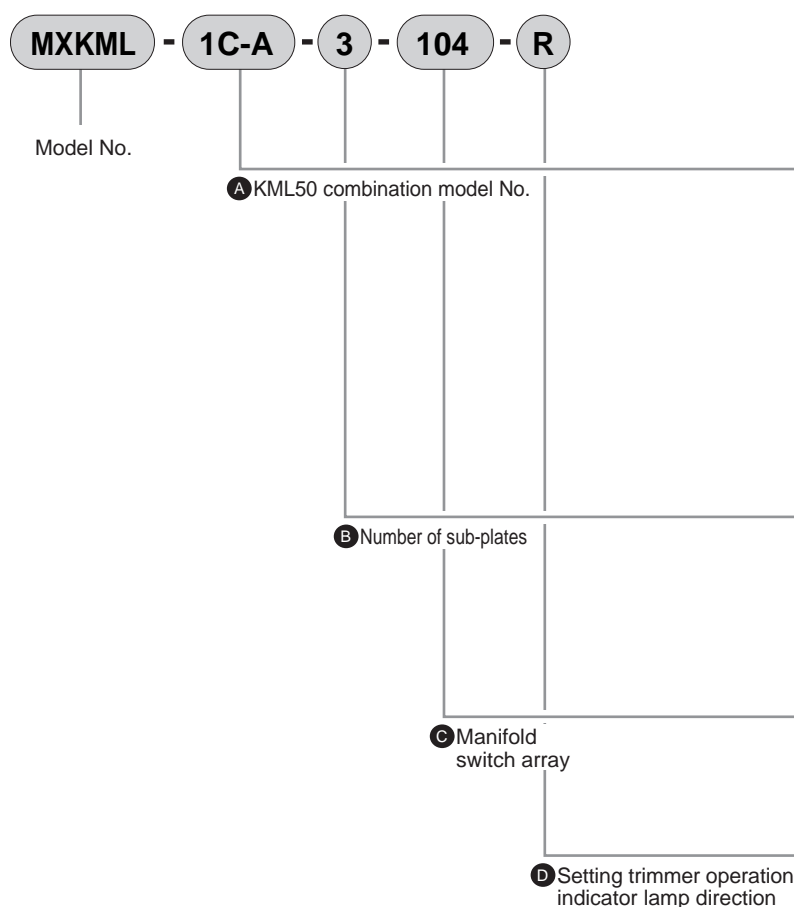 MXKML - 1C-A - 3 - 104 - R
Model No.
A KML50 combination model No.
B Number of sub-plates
C Manifold
switch array
D Setting trimmer operation
indicator lamp direction